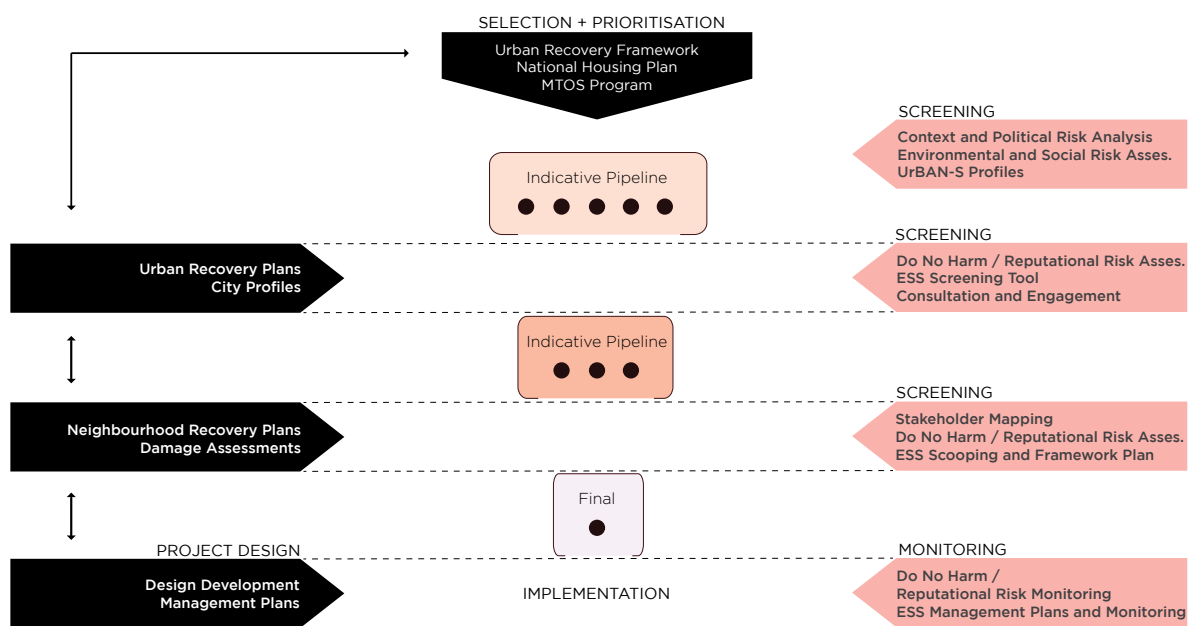 SELECTION + PRIORITISATION
Urban Recovery Framework
National Housing Plan
MTOS Program
SCREENING
Context and Political Risk Analysis
Environmental and Social Risk Asses.
UrBAN-S Profiles
Indicative Pipeline
SCREENING
Urban Recovery Plans
City Profiles
Do No Harm / Reputational Risk Asses.
ESS Screening Tool
Consultation and Engagement
Indicative Pipeline
SCREENING
Neighbourhood Recovery Plans
Damage Assessments
Stakeholder Mapping
Do No Harm / Reputational Risk Asses.
ESS Scooping and Framework Plan
Final
PROJECT DESIGN
Design Development
Management Plans
IMPLEMENTATION
MONITORING
Do No Harm /
Reputational Risk Monitoring
ESS Management Plans and Monitoring